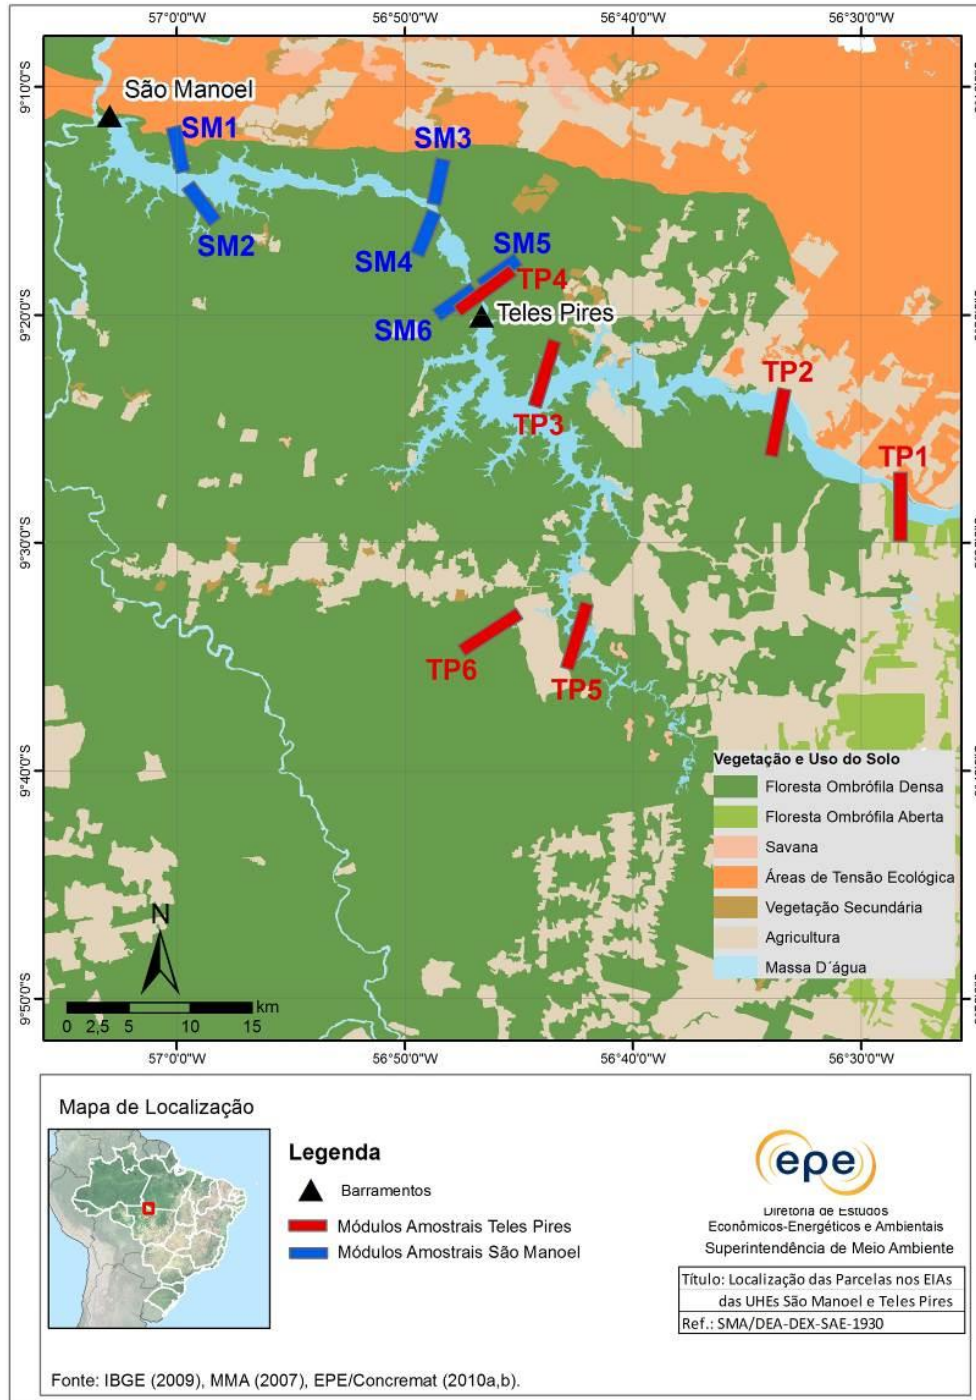 57°0'0"W
56°50'0"W
56°40'0"W
56°30'0"W
9°10'0"S
São Manoel
SM1
SM3
SM2
SM4
SM5
TP4
SM6
Teles Pires
9°20'0"S
TP2
TP3
TP1
9°30'0"S
TP6
TP5
9°40'0"S
Vegetação e Uso do Solo
Floresta Ombrófila Densa
Floresta Ombrófila Aberta
Savana
Áreas de Tensão Ecológica
Vegetação Secundária
Agricultura
Massa D´água
N
km
0 2,5 5 10 15
9°50'0"S
57°0'0"W
56°50'0"W
56°40'0"W
56°30'0"W
Mapa de Localização
Legenda
Barramentos
Módulos Amostrais Teles Pires
Módulos Amostrais São Manoel
epe
Diretoria de Estudos
Econômicos-Energéticos e Ambientais
Superintendência de Meio Ambiente
Título: Localização das Parcelas nos EIAs
das UHEs São Manoel e Teles Pires
Ref.: SMA/DEA-DEX-SAE-1930
Fonte: IBGE (2009), MMA (2007), EPE/Concremat (2010a,b).